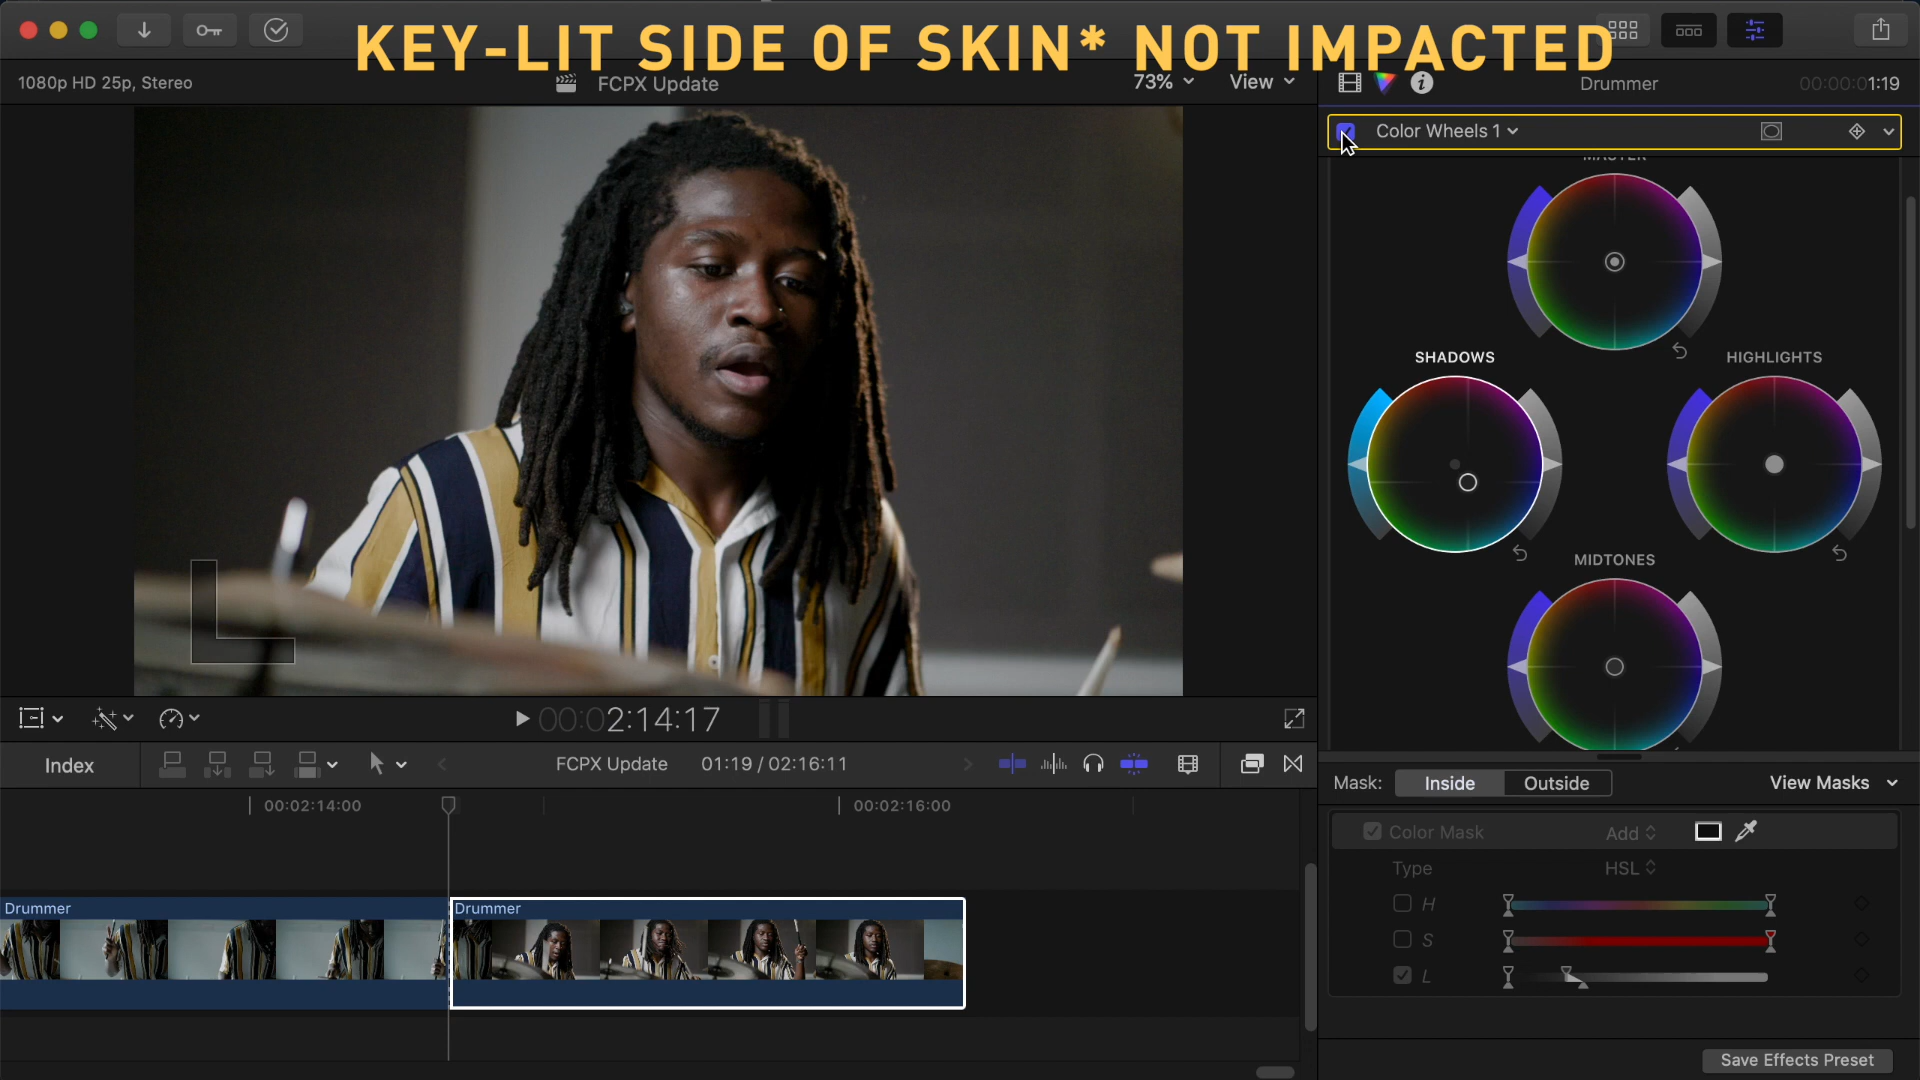 KEY-LIT SIDE OF SKIN* NOT IMPACTED
1080p HD 25p, Stereo
FCPX Update
73%
View
Drummer
00:00:01:19
Color Wheels 1
MASTER
SHADOWS
HIGHLIGHTS
MIDTONES
00:02:14:17
Index
FCPX Update
01:19 / 02:16:11
Mask:
Inside
Outside
View Masks
00:02:14:00
00:02:16:00
Color Mask
Add
Type
HSL
H
S
L
Drummer
Drummer
Save Effects Preset